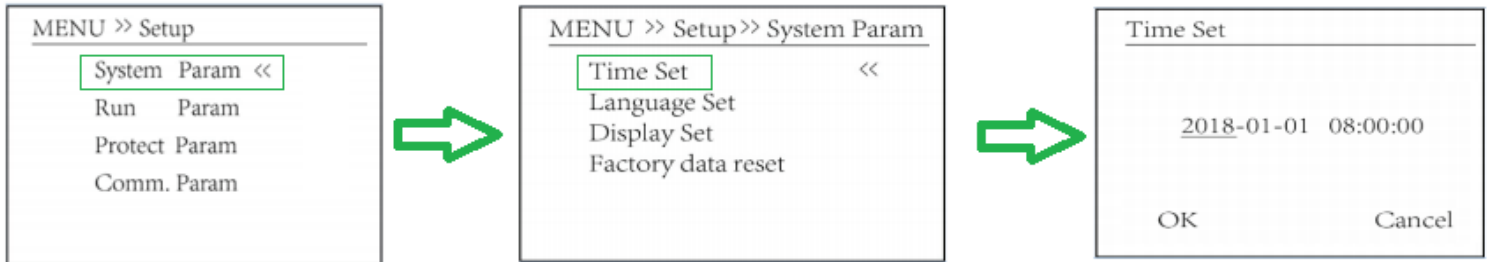 MENU >> Setup
System Param <<
Run Param
Protect Param
Comm. Param
MENU >> Setup >> System Param
Time Set <<
Language Set
Display Set
Factory data reset
Time Set
2018-01-01 08:00:00
OK Cancel